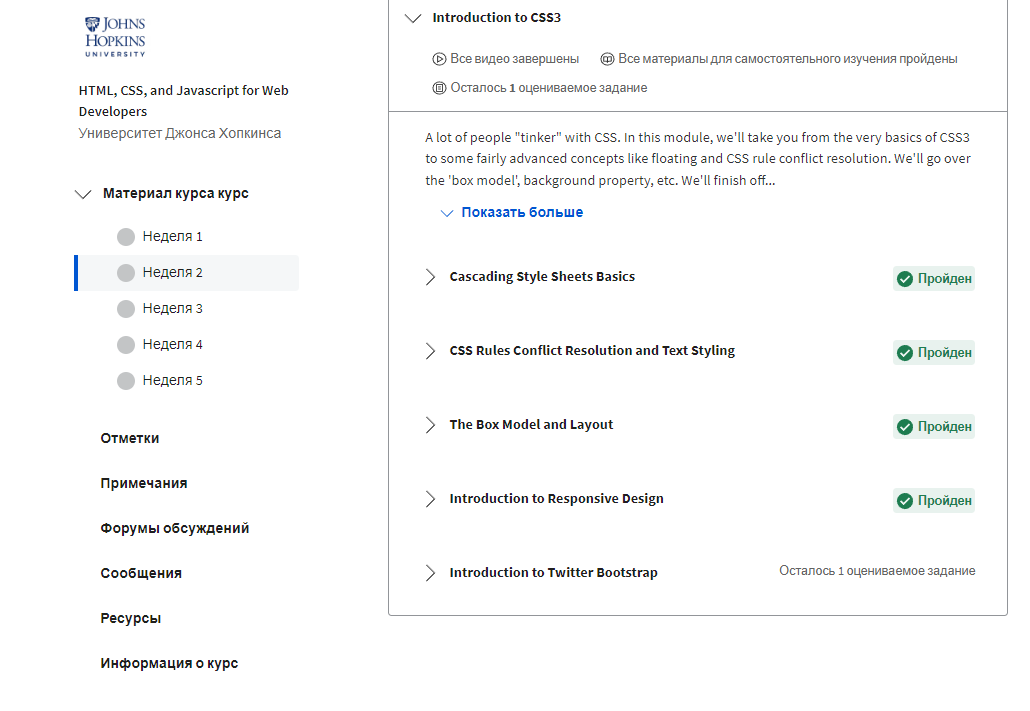 JOHNS
HOPKINS
UNIVERSITY
HTML, CSS, and Javascript for Web
Developers
Университет Джонса Хопкинса
Материал курса курс
Неделя 1
Неделя 2
Неделя 3
Неделя 4
Неделя 5
Отметки
Примечания
Форумы обсуждений
Сообщения
Ресурсы
Информация о курс
Introduction to CSS3
Все видео завершены
Все материалы для самостоятельного изучения пройдены
Осталось 1 оцениваемое задание
A lot of people "tinker" with CSS. In this module, we'll take you from the very basics of CSS3
to some fairly advanced concepts like floating and CSS rule conflict resolution. We'll go over
the 'box model', background property, etc. We'll finish off...
Показать больше
Cascading Style Sheets Basics
Пройден
CSS Rules Conflict Resolution and Text Styling
Пройден
The Box Model and Layout
Пройден
Introduction to Responsive Design
Пройден
Introduction to Twitter Bootstrap
Осталось 1 оцениваемое задание